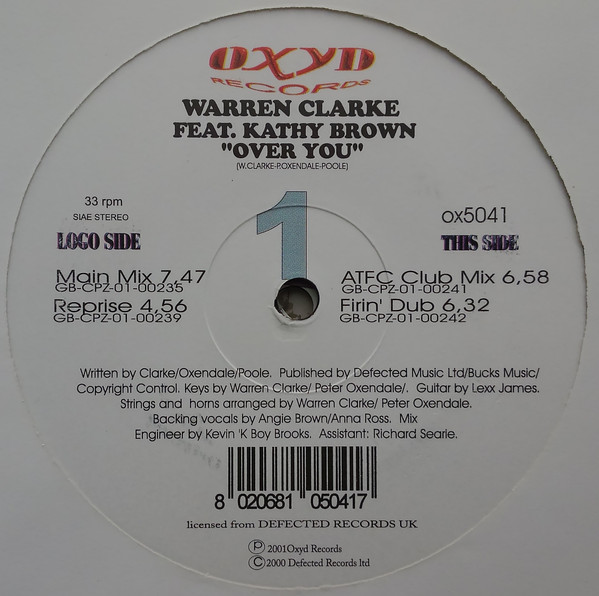 OXYD
RECORDS
WARREN CLARKE
FEAT. KATHY BROWN
"OVER YOU"
(W.CLARKE-P.OXENDALE-POOLE)
1
33 rpm
SIAE STEREO
LOGO SIDE
Main Mix 7,47
GB-CPZ-01-00235
Reprise 4,56
GB-CPZ-01-00239
ox5041
THIS SIDE
ATFC Club Mix 6,58
GB-CPZ-01-00241
Firin' Dub 6,32
GB-CPZ-01-00242
Written by Clarke/Oxendale/Poole. Published by Defected Music Ltd/Bucks Music/
Copyright Control. Keys by Warren Clarke/ Peter Oxendale/. Guitar by Lexx James.
Strings and horns arranged by Warren Clarke/ Peter Oxendale.
Backing vocals by Angie Brown/Anna Ross. Mix
Engineer by Kevin 'K Boy Brooks. Assistant: Richard Searle.
8 020681 050417
licensed from DEFECTED RECORDS UK
Ⓟ 2001Oxyd Records
© 2000 Defected Records ltd